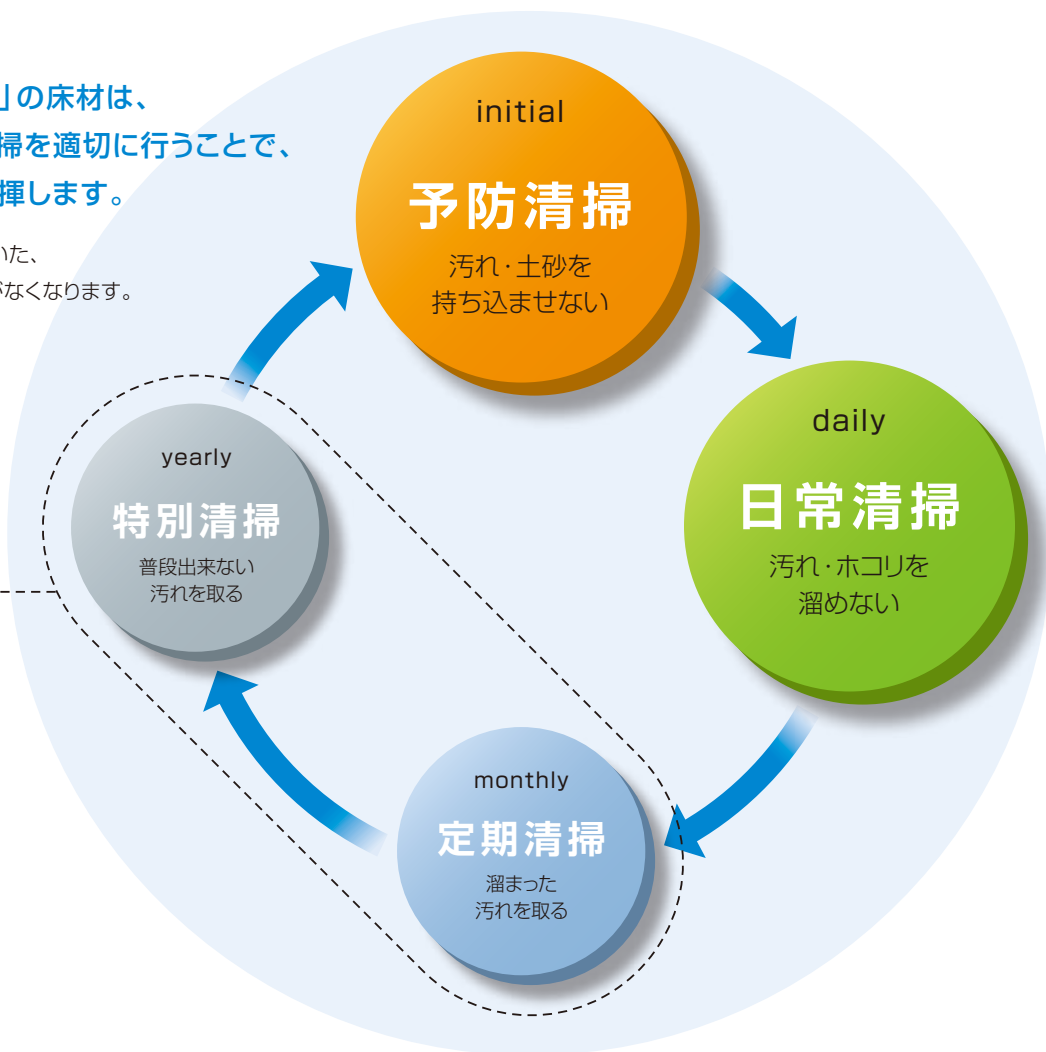 」の床材は、
掃を適切に行うことで、
揮します。
いた、
がなくなります。
initial
予防清掃
汚れ・土砂を
持ち込ませない
daily
日常清掃
汚れ・ホコリを
溜めない
yearly
特別清掃
普段出来ない
汚れを取る
monthly
定期清掃
溜まった
汚れを取る